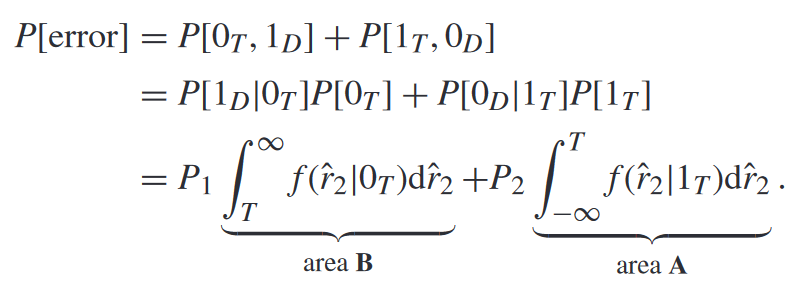 P[error] = P[0_T, 1_D] + P[1_T, 0_D]
= P[1_D|0_T]P[0_T] + P[0_D|1_T]P[1_T]
= P_1 ∫_T^∞ f(r̂_2|0_T)dr̂_2 + P_2 ∫_{-∞}^T f(r̂_2|1_T)dr̂_2 .
area B area A